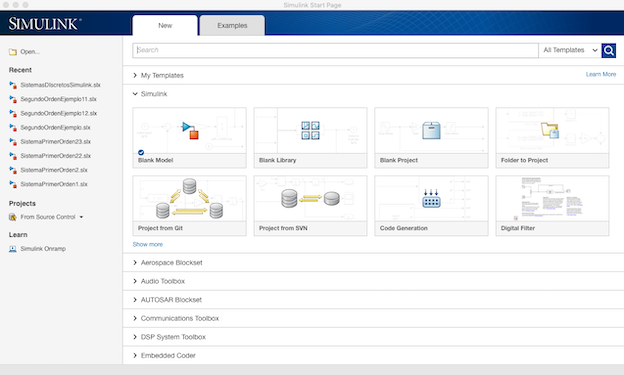 Simulink Start Page
SIMULINK®
New
Examples
Open...
Recent
SistemasDiscretosSimulink.slx
SegundoOrdenEjemplo11.slx
SegundoOrdenEjemplo12.slx
SegundoOrdenEjemplo.slx
SistemaPrimerOrden23.slx
SistemaPrimerOrden22.slx
SistemaPrimerOrden2.slx
SistemaPrimerOrden1.slx
Projects
From Source Control
Learn
Simulink Onramp
Search
All Templates
My Templates
Learn More
Simulink
Blank Model
Blank Library
Blank Project
Folder to Project
Project from Git
Project from SVN
Code Generation
Digital Filter
Show more
Aerospace Blockset
Audio Toolbox
AUTOSAR Blockset
Communications Toolbox
DSP System Toolbox
Embedded Coder